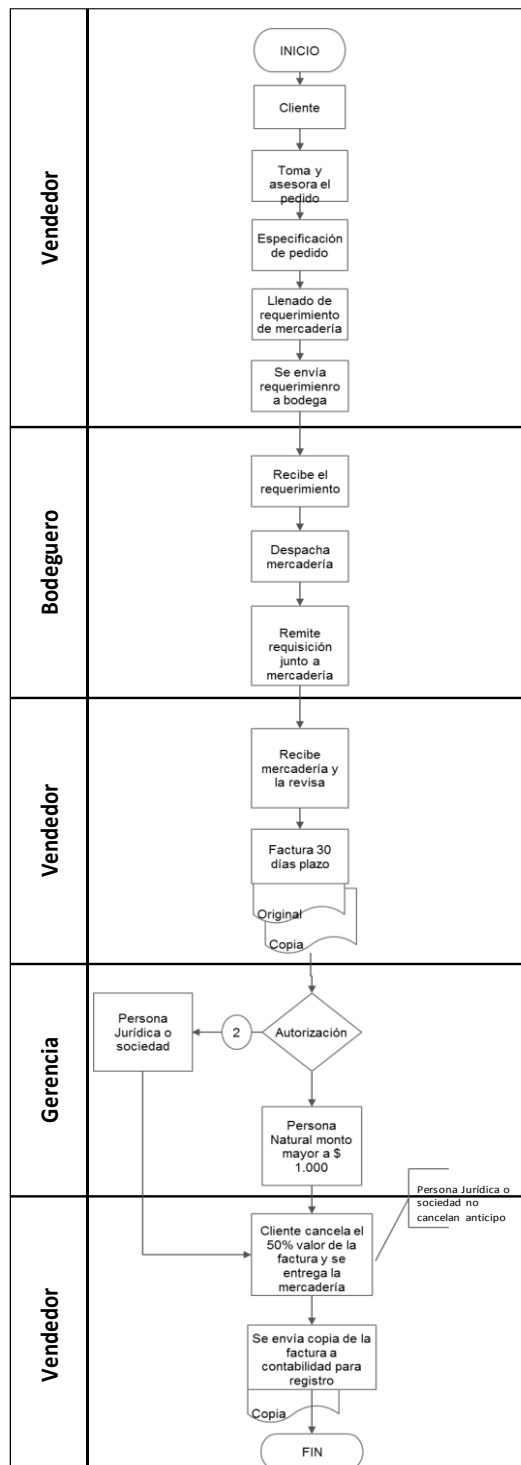 Vendedor
INICIO
Cliente
Toma y
asesora el
pedido
Especificación
de pedido
Llenado de
requerimiento
de mercadería
Se envía
requerimienro
a bodega
Bodeguero
Recibe el
requerimiento
Despacha
mercadería
Remite
requisición
junto a
mercadería
Vendedor
Recibe
mercadería y
la revisa
Factura 30
días plazo
Original
Copia
Gerencia
Persona
Jurídica o
sociedad
2
Autorización
Persona
Natural monto
mayor a $
1.000
Vendedor
Persona Jurídica o
sociedad no
cancelan anticipo
Cliente cancela el
50% valor de la
factura y se
entrega la
mercadería
Se envía copia de la
factura a
contabilidad para
registro
Copia
FIN